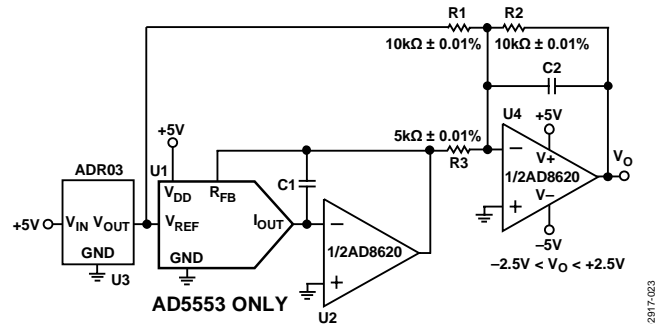 R1
R2
10kΩ ± 0.01%
10kΩ ± 0.01%
C2
U4
+5V
+5V
5kΩ ± 0.01%
VO
ADR03
U1
V+
R3
1/2AD8620
VDD
RFB
C1
V–
+5V
VIN VOUT
VREF
IOUT
1/2AD8620
–5V
GND
GND
–2.5V < VO < +2.5V
U3
AD5553 ONLY
U2
2917-023